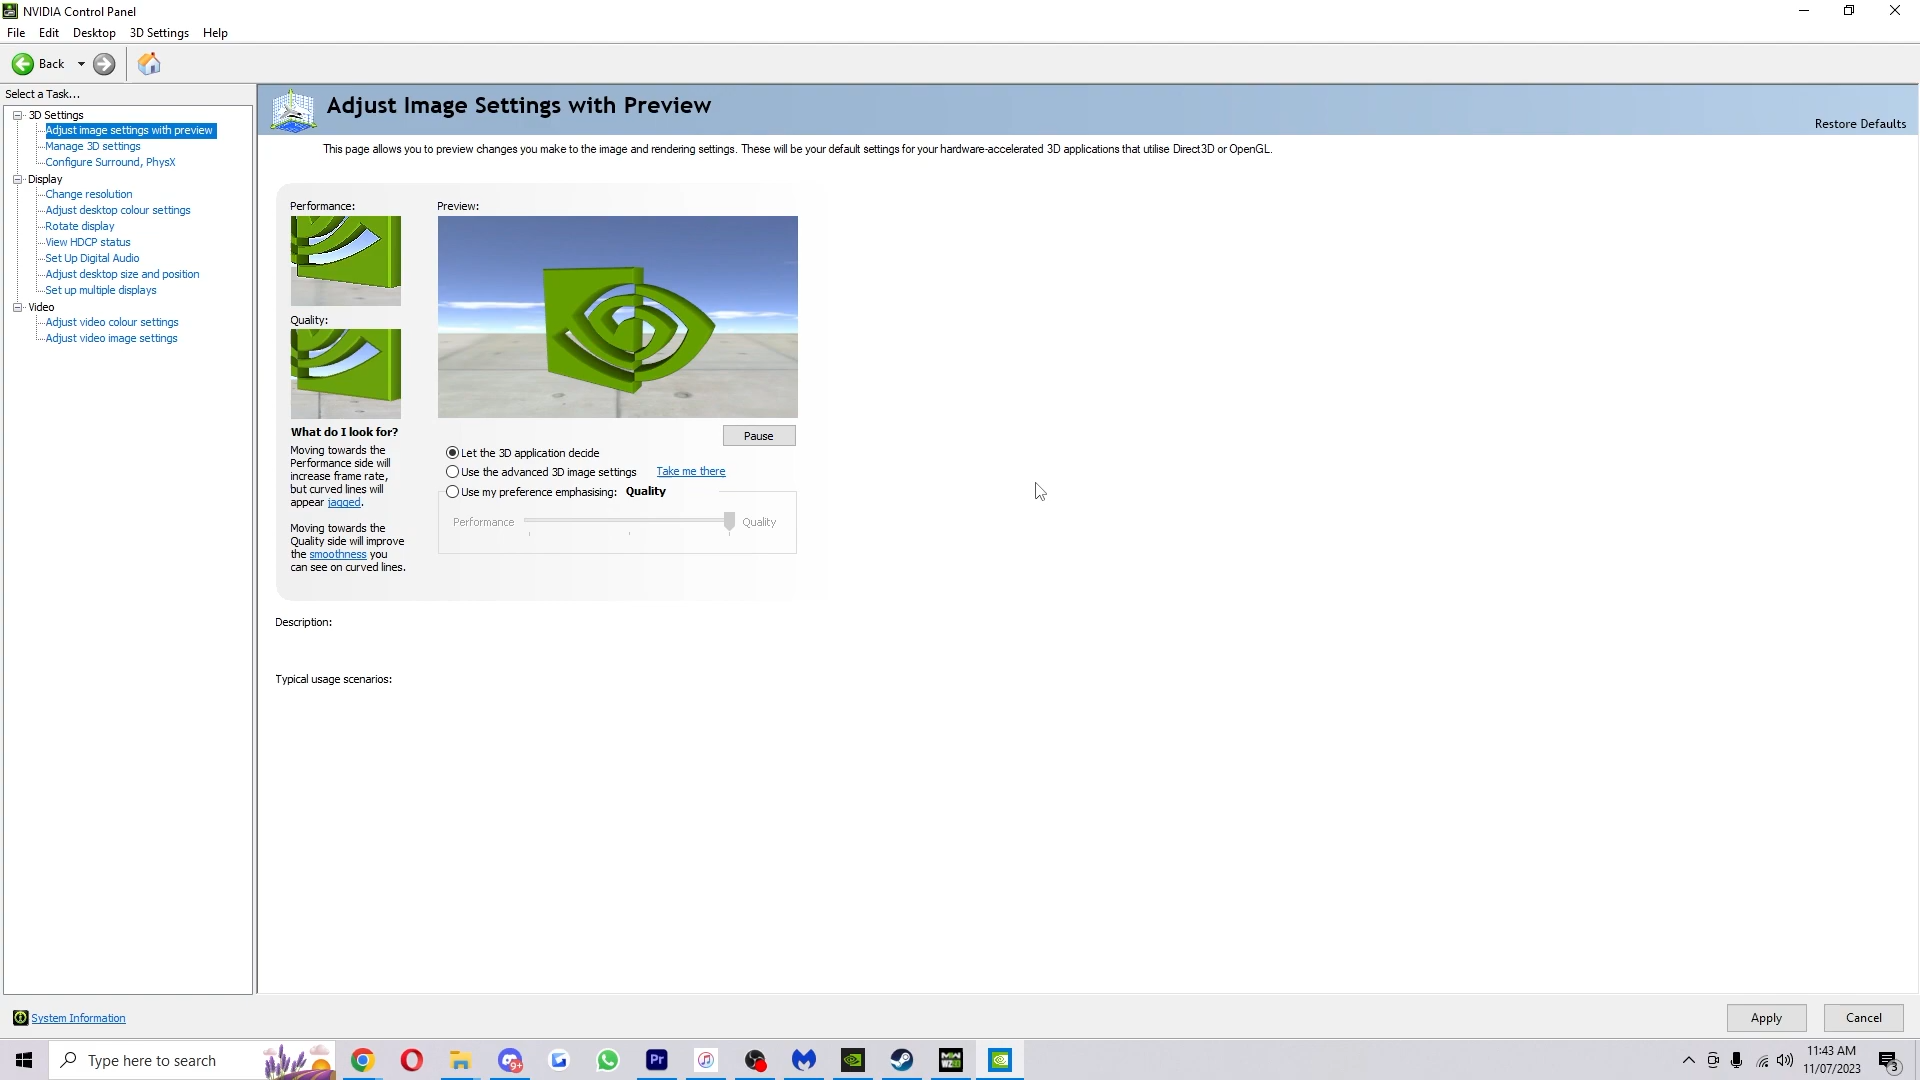 NVIDIA Control Panel
File Edit Desktop 3D Settings Help
Back
Select a Task...
3D Settings
Adjust image settings with preview
Manage 3D settings
Configure Surround, PhysX
Display
Change resolution
Adjust desktop colour settings
Rotate display
View HDCP status
Set Up Digital Audio
Adjust desktop size and position
Set up multiple displays
Video
Adjust video colour settings
Adjust video image settings
Adjust Image Settings with Preview
Restore Defaults
This page allows you to preview changes you make to the image and rendering settings. These will be your default settings for your hardware-accelerated 3D applications that utilise Direct3D or OpenGL.
Performance:
Preview:
Quality:
What do I look for?
Moving towards the
Performance side will
increase frame rate,
but curved lines will
appear jagged.
Moving towards the
Quality side will improve
the smoothness you
can see on curved lines.
Pause
Let the 3D application decide
Use the advanced 3D image settings Take me there
Use my preference emphasising: Quality
Performance Quality
Description:
Typical usage scenarios:
System Information
Apply Cancel
Type here to search
9+
Pr
MWII
WZ2.0
11:43 AM
11/07/2023
3